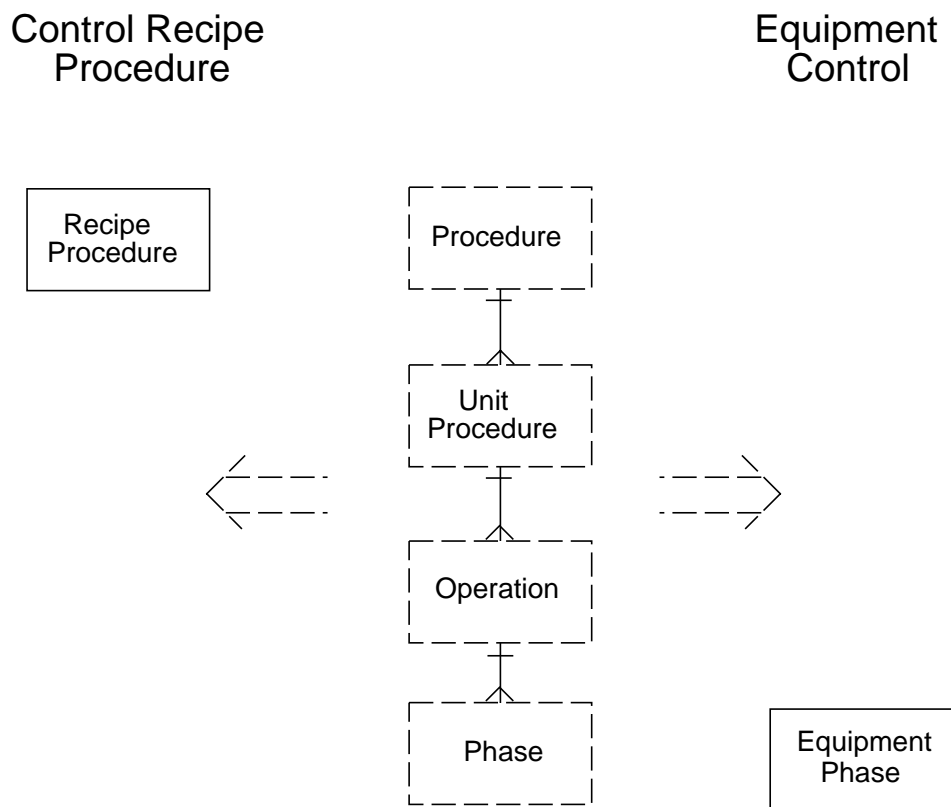 Control Recipe
Procedure
Equipment
Control
Recipe
Procedure
Procedure
Unit
Procedure
Operation
Phase
Equipment
Phase